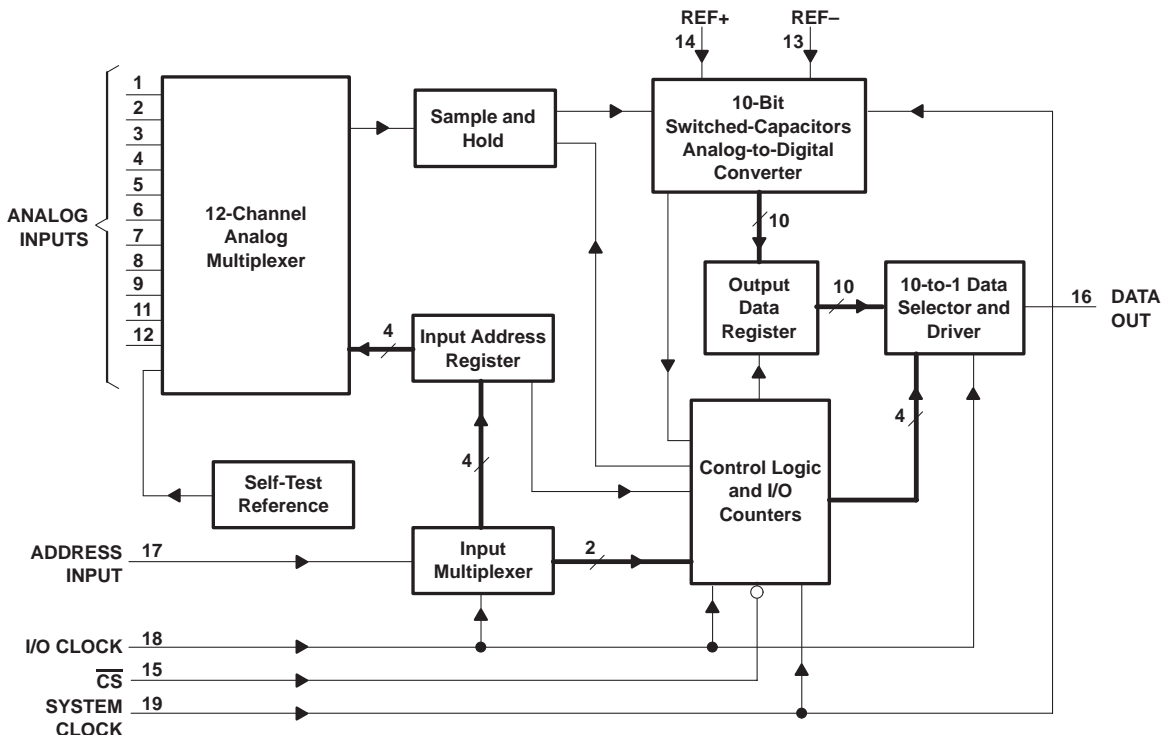 REF+
REF–
14
13
1
2
3
4
5
6
7
8
9
11
12
ANALOG
INPUTS
12-Channel
Analog
Multiplexer
Sample and
Hold
10-Bit
Switched-Capacitors
Analog-to-Digital
Converter
10
Output
Data
Register
10
10-to-1 Data
Selector and
Driver
16
DATA
OUT
4
Input Address
Register
4
4
Control Logic
and I/O
Counters
Self-Test
Reference
ADDRESS
INPUT
17
Input
Multiplexer
2
I/O CLOCK
18
CS
15
SYSTEM
CLOCK
19